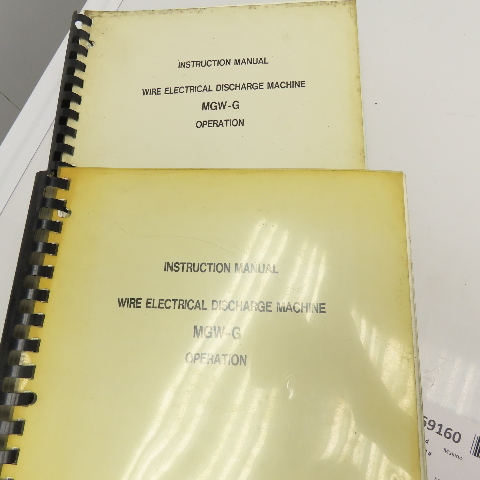 INSTRUCTION MANUAL
WIRE ELECTRICAL DISCHARGE MACHINE
MGW-G
OPERATION
INSTRUCTION MANUAL
WIRE ELECTRICAL DISCHARGE MACHINE
MGW-G
OPERATION
59160